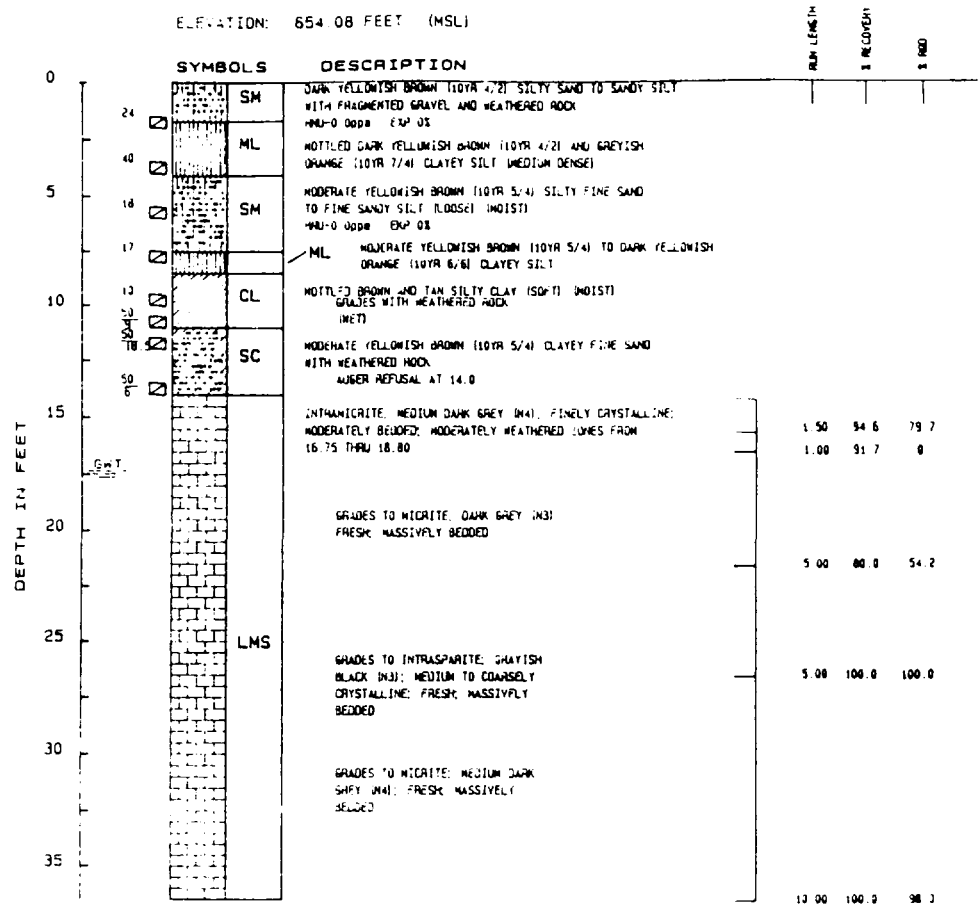 ELEVATION: 654.08 FEET (MSL)
RUN LENGTH
% RECOVERY
% RQD
SYMBOLS DESCRIPTION
0
DARK YELLOWISH BROWN (10YR 4/2) SILTY SAND TO SANDY SILT
SM
WITH FRAGMENTED GRAVEL AND WEATHERED ROCK
24
HNU-0 0ppm EXP 0%
ML
MOTTLED DARK YELLOWISH BROWN (10YR 4/2) AND GREYISH
40
ORANGE (10YR 7/4) CLAYEY SILT (MEDIUM DENSE)
5
MODERATE YELLOWISH BROWN (10YR 5/4) SILTY FINE SAND
18
SM
TO FINE SANDY SILT (LOOSE) (MOIST)
HNU-0 0ppm EXP 0%
17
ML
MODERATE YELLOWISH BROWN (10YR 5/4) TO DARK YELLOWISH
ORANGE (10YR 6/6) CLAYEY SILT
13
CL
MOTTLED BROWN AND TAN SILTY CLAY (SOFT) (MOIST)
10
GRADES WITH WEATHERED ROCK
(WET)
SC
MODERATE YELLOWISH BROWN (10YR 5/4) CLAYEY FINE SAND
WITH WEATHERED ROCK
50
AUGER REFUSAL AT 14.0
15
INTRAMICRITE, MEDIUM DARK GREY (N4); FINELY CRYSTALLINE;
MODERATELY BEDDED; MODERATELY WEATHERED ZONES FROM
1.50 94.6 79.7
16.75 THRU 18.80
1.00 91.7 0
GWT
DEPTH IN FEET
20
GRADES TO MICRITE, DARK GREY (N3)
FRESH; MASSIVELY BEDDED
5.00 80.0 54.2
25
LMS
GRADES TO INTRASPARITE; GRAYISH
BLACK (N3); MEDIUM TO COARSELY
5.00 100.0 100.0
CRYSTALLINE; FRESH; MASSIVELY
BEDDED
30
GRADES TO MICRITE; MEDIUM DARK
GREY (N4); FRESH; MASSIVELY
BEDDED
35
10.00 100.0